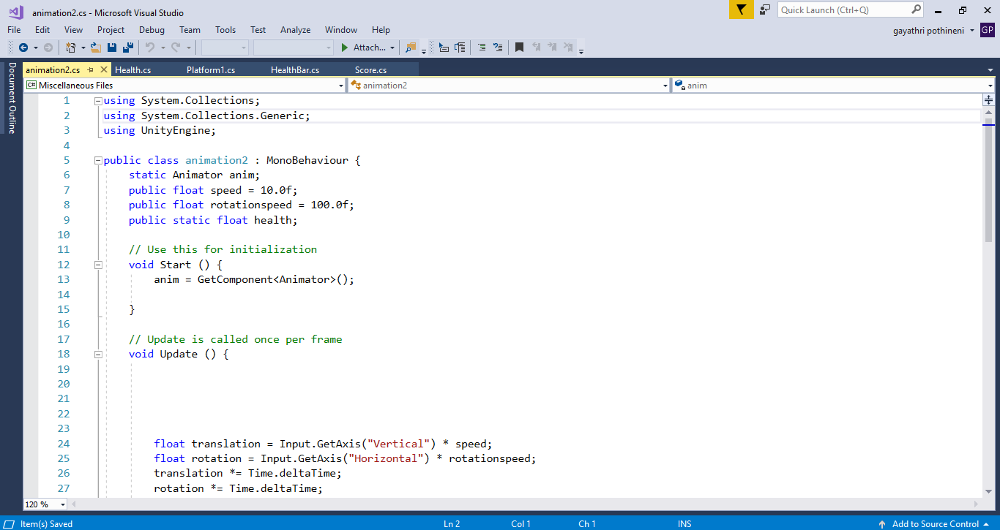 animation2.cs - Microsoft Visual Studio
Quick Launch (Ctrl+Q)
File Edit View Project Debug Team Tools Test Analyze Window Help
gayathri pothineni GP
Attach...
Document Outline
animation2.cs Health.cs Platform1.cs HealthBar.cs Score.cs
C# Miscellaneous Files animation2 anim
1 using System.Collections;
2 using System.Collections.Generic;
3 using UnityEngine;
4
5 public class animation2 : MonoBehaviour {
6 static Animator anim;
7 public float speed = 10.0f;
8 public float rotationspeed = 100.0f;
9 public static float health;
10
11 // Use this for initialization
12 void Start () {
13 anim = GetComponent<Animator>();
14
15 }
16
17 // Update is called once per frame
18 void Update () {
19
20
21
22
23
24 float translation = Input.GetAxis("Vertical") * speed;
25 float rotation = Input.GetAxis("Horizontal") * rotationspeed;
26 translation *= Time.deltaTime;
27 rotation *= Time.deltaTime;
120 %
Item(s) Saved Ln 2 Col 1 Ch 1 INS Add to Source Control